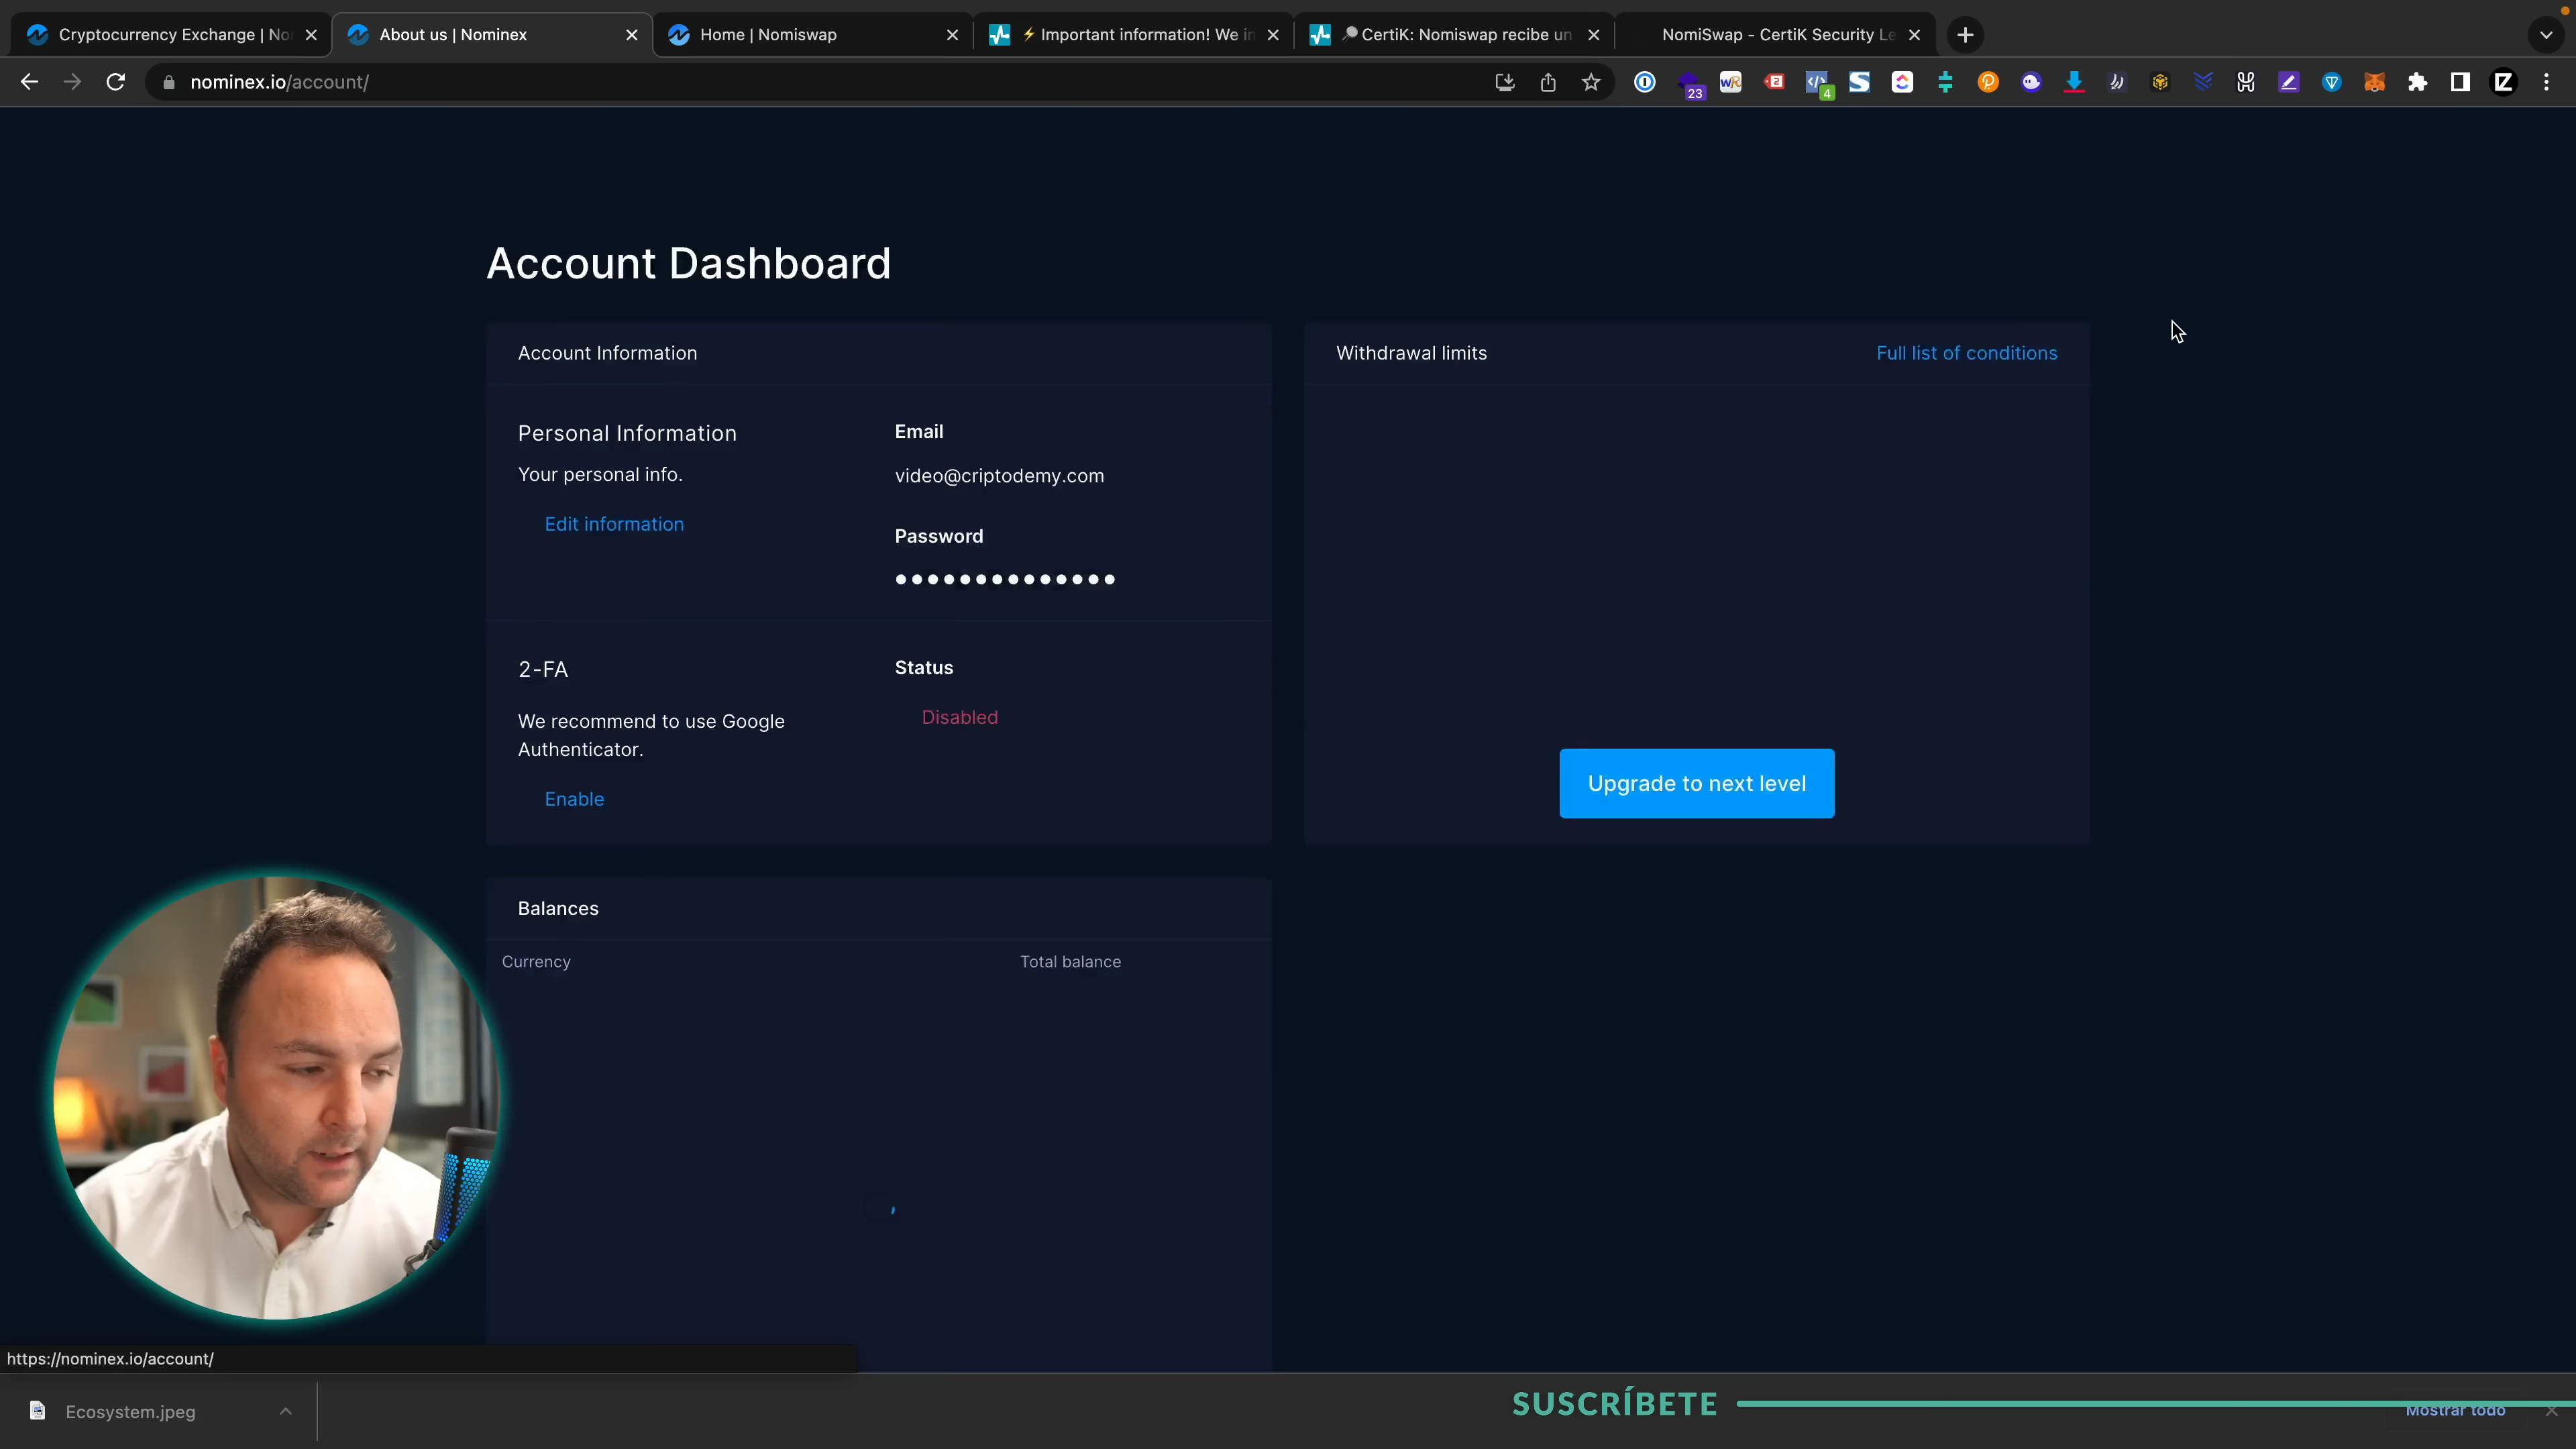 Cryptocurrency Exchange | No
About us | Nominex
Home | Nomiswap
⚡Important information! We in
🔎CertiK: Nomiswap recibe un
NomiSwap - CertiK Security Le
nominex.io/account/
23
4
Account Dashboard
Account Information
Withdrawal limits
Full list of conditions
Personal Information
Email
Your personal info.
video@criptodemy.com
Edit information
Password
2-FA
Status
We recommend to use Google
Authenticator.
Disabled
Enable
Upgrade to next level
Balances
Currency
Total balance
https://nominex.io/account/
Ecosystem.jpeg
SUSCRÍBETE
Mostrar todo